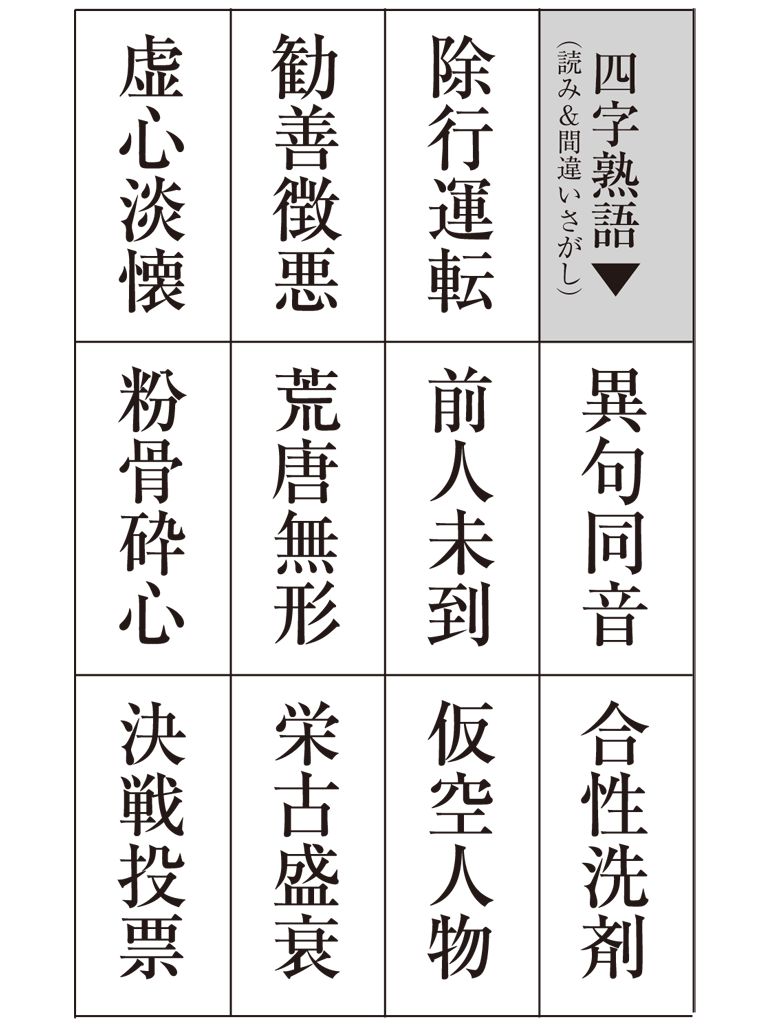 四字熟語▼
（読み＆間違いさがし）
異句同音
合性洗剤
除行運転
前人未到
仮空人物
勧善徴悪
荒唐無形
栄古盛衰
虚心淡懐
粉骨砕心
決戦投票